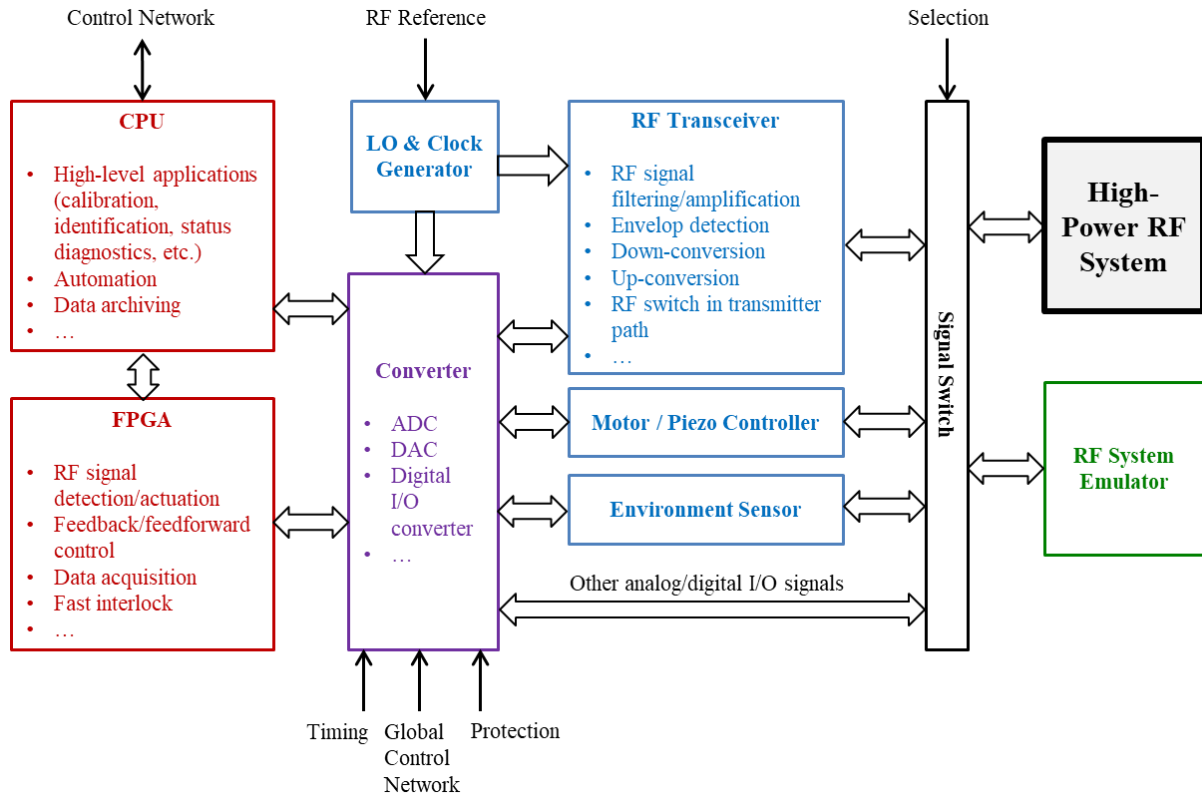 Control Network
RF Reference
Selection
CPU
• High-level applications
(calibration,
identification, status
diagnostics, etc.)
• Automation
• Data archiving
• …
LO & Clock
Generator
RF Transceiver
• RF signal
filtering/amplification
• Envelop detection
• Down-conversion
• Up-conversion
• RF switch in transmitter
path
• …
High-
Power RF
System
Signal Switch
FPGA
• RF signal
detection/actuation
• Feedback/feedforward
control
• Data acquisition
• Fast interlock
• …
Converter
• ADC
• DAC
• Digital
I/O
converter
• …
Motor / Piezo Controller
Environment Sensor
RF System
Emulator
Other analog/digital I/O signals
Timing
Global
Control
Network
Protection